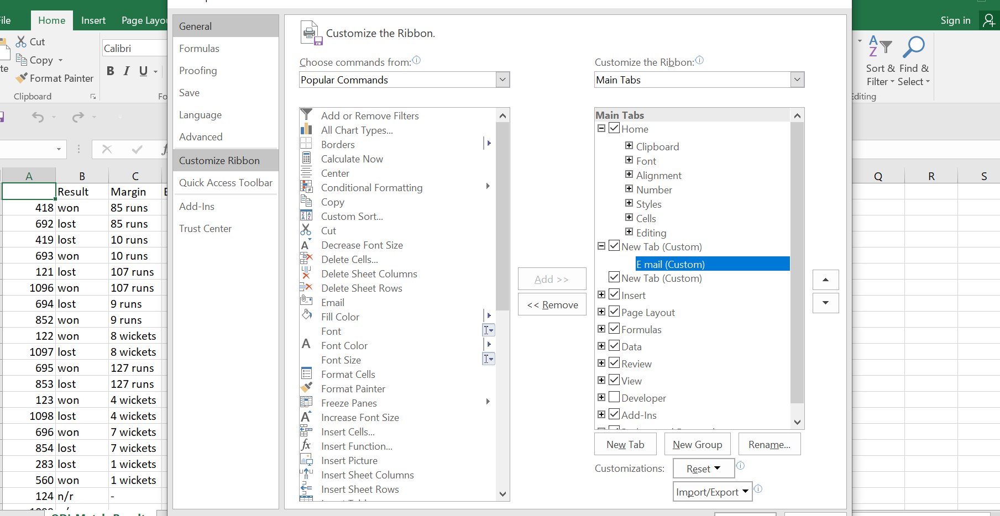 Home Insert Page Layou
Sign in
Cut
Copy
Format Painter
Clipboard
Calibri
B I U
Sort & Find &
Filter Select
A B C Q R S
Result Margin
418 won 85 runs
692 lost 85 runs
419 lost 10 runs
693 won 10 runs
121 lost 107 runs
1096 won 107 runs
694 lost 9 runs
852 won 9 runs
122 won 8 wickets
1097 lost 8 wickets
695 won 127 runs
853 lost 127 runs
123 won 4 wickets
1098 lost 4 wickets
696 won 7 wickets
854 lost 7 wickets
283 lost 1 wickets
560 won 1 wickets
124 n/r -
General
Formulas
Proofing
Save
Language
Advanced
Customize Ribbon
Quick Access Toolbar
Add-Ins
Trust Center
Customize the Ribbon.
Choose commands from:
Popular Commands
Add or Remove Filters
All Chart Types...
Borders
Calculate Now
Center
Conditional Formatting
Copy
Custom Sort...
Cut
Decrease Font Size
Delete Cells...
Delete Sheet Columns
Delete Sheet Rows
Email
Fill Color
Font
Font Color
Font Size
Format Cells
Format Painter
Freeze Panes
Increase Font Size
Insert Cells...
Insert Function...
Insert Picture
Insert Sheet Columns
Insert Sheet Rows
Add >>
<< Remove
Customize the Ribbon:
Main Tabs
Main Tabs
Home
Clipboard
Font
Alignment
Number
Styles
Cells
Editing
New Tab (Custom)
E mail (Custom)
New Tab (Custom)
Insert
Page Layout
Formulas
Data
Review
View
Developer
Add-Ins
New Tab New Group Rename...
Customizations: Reset
Import/Export